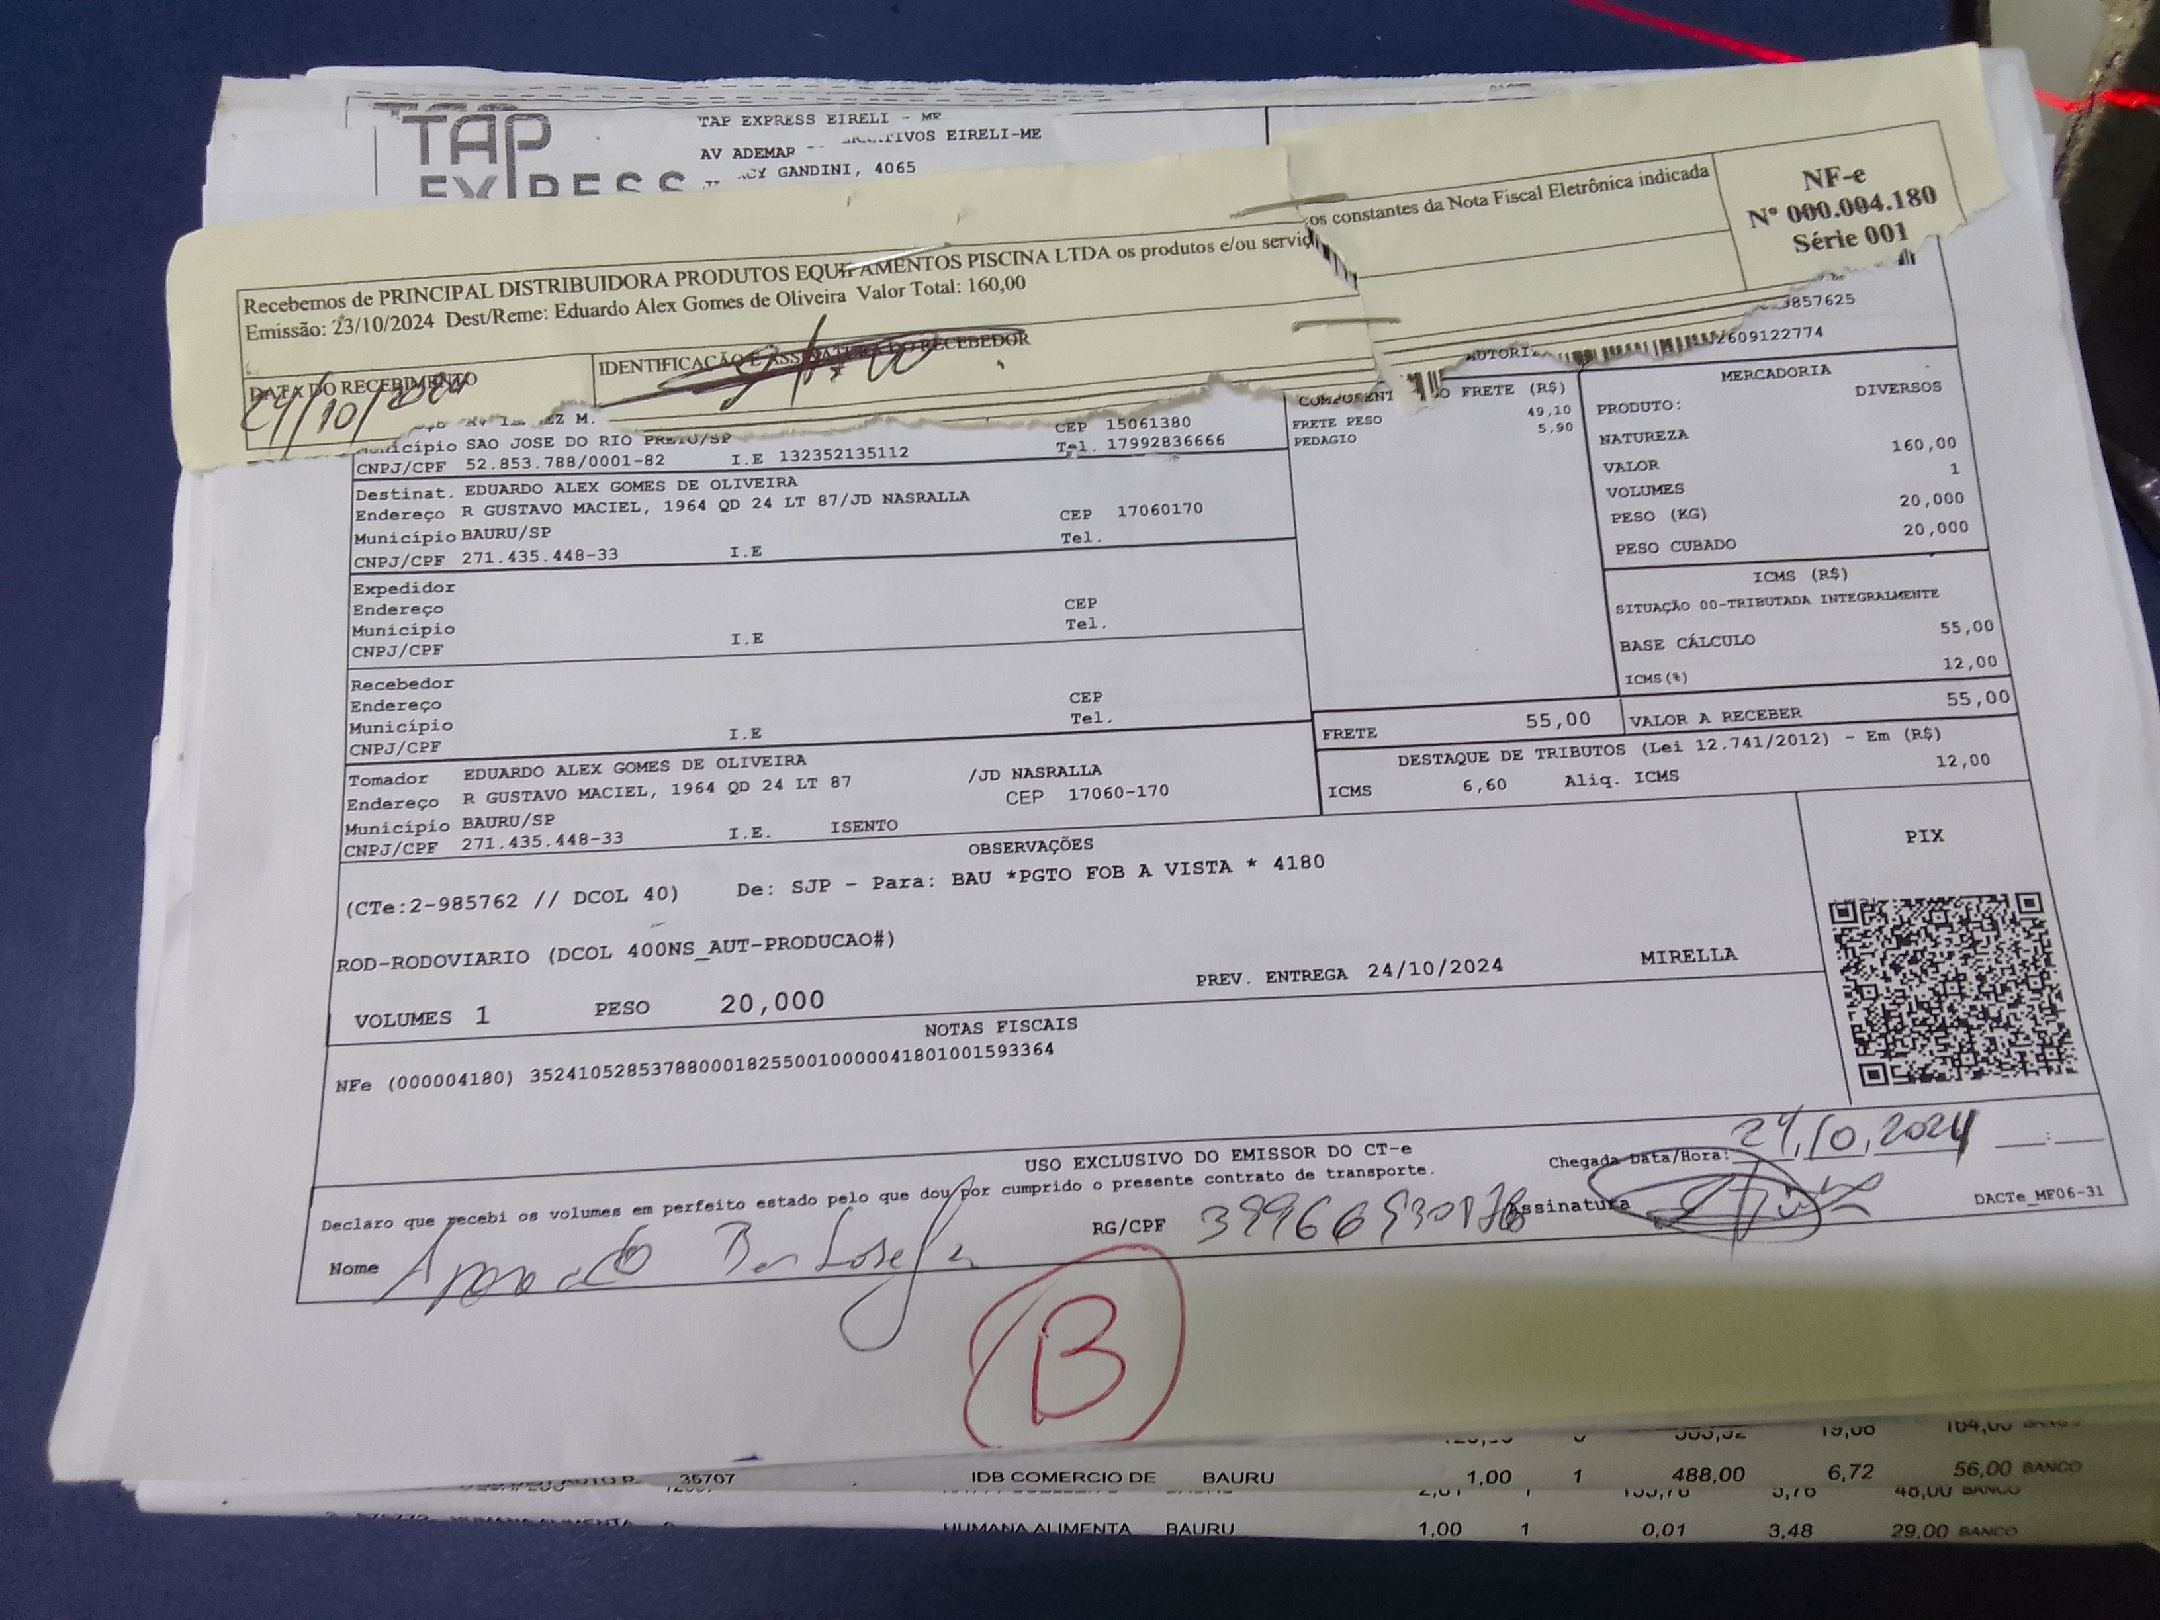 TAP
EXPRESS
TAP EXPRESS EIRELI - ME
IVOS EIRELI-ME
AV ADEMAR
GANDINI, 4065
Recebemos de PRINCIPAL DISTRIBUIDORA PRODUTOS EQUIPAMENTOS PISCINA LTDA os produtos e/ou serviç os constantes da Nota Fiscal Eletrônica indicada
Emissão: 23/10/2024 Dest/Reme: Eduardo Alex Gomes de Oliveira Valor Total: 160,00
NF-e
N° 000.004.180
Série 001
DATA DO RECEBIMENTO
IDENTIFICAÇÃO E ASSINATURA DO RECEBEDOR
24/10/2024
3857625
2609122774
CEP 15061380
Município SAO JOSE DO RIO PRETO/SP Tel. 17992836666
CNPJ/CPF 52.853.788/0001-82 I.E 132352135112
Destinat. EDUARDO ALEX GOMES DE OLIVEIRA
Endereço R GUSTAVO MACIEL, 1964 QD 24 LT 87/JD NASRALLA CEP 17060170
Município BAURU/SP Tel.
CNPJ/CPF 271.435.448-33 I.E
Expedidor
Endereço CEP
Município Tel.
CNPJ/CPF I.E
Recebedor
Endereço CEP
Município Tel.
CNPJ/CPF I.E
Tomador EDUARDO ALEX GOMES DE OLIVEIRA
Endereço R GUSTAVO MACIEL, 1964 QD 24 LT 87 /JD NASRALLA
Município BAURU/SP CEP 17060-170
CNPJ/CPF 271.435.448-33 I.E. ISENTO
FRETE (R$)
FRETE PESO 49,10
PEDAGIO 5,90
MERCADORIA
PRODUTO: DIVERSOS
NATUREZA
VALOR 160,00
VOLUMES 1
PESO (KG) 20,000
PESO CUBADO 20,000
ICMS (R$)
SITUAÇÃO 00-TRIBUTADA INTEGRALMENTE
BASE CÁLCULO 55,00
ICMS(%) 12,00
FRETE 55,00 VALOR A RECEBER 55,00
DESTAQUE DE TRIBUTOS (Lei 12.741/2012) - Em (R$)
ICMS 6,60 Aliq. ICMS 12,00
OBSERVAÇÕES
(CTe:2-985762 // DCOL 40) De: SJP - Para: BAU *PGTO FOB A VISTA * 4180
PIX
ROD-RODOVIARIO (DCOL 400NS_AUT-PRODUCAO#)
PREV. ENTREGA 24/10/2024 MIRELLA
VOLUMES 1 PESO 20,000
NOTAS FISCAIS
NFe (000004180) 35241052853788000182550010000041801001593364
USO EXCLUSIVO DO EMISSOR DO CT-e
Declaro que recebi os volumes em perfeito estado pelo que dou por cumprido o presente contrato de transporte.
Chegada Data/Hora: 24,10,2024 :
Nome
RG/CPF
Assinatura
DACTe_MF06-31
B
35707 IDB COMERCIO DE BAURU 1,00 1 488,00 6,72 56,00 BANCO
HUMANA ALIMENTA BAURU 1,00 1 0,01 3,48 29,00 BANCO